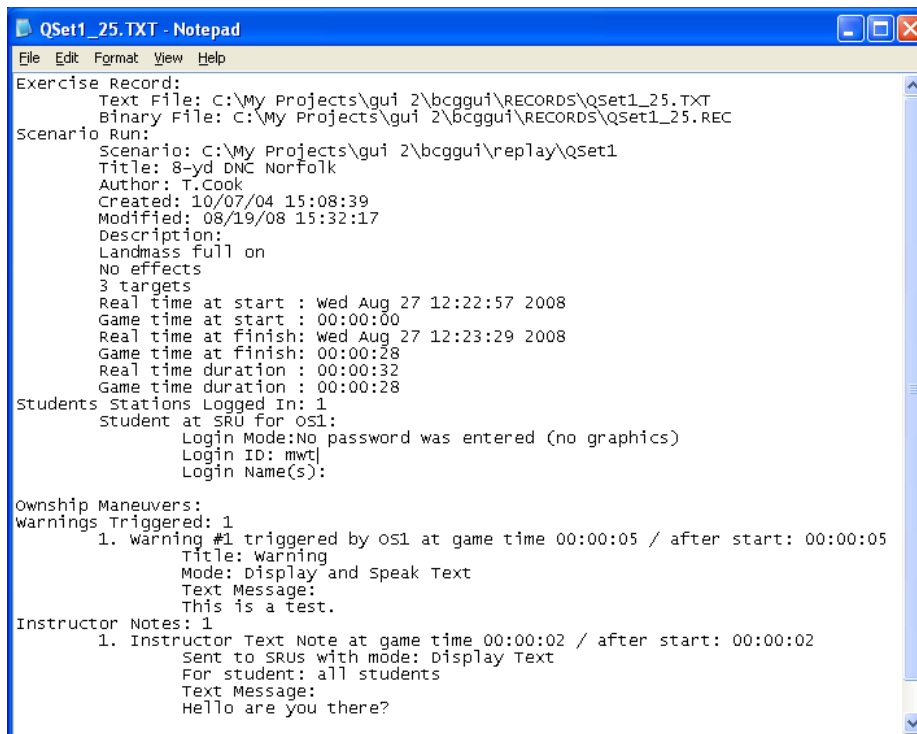 QSet1_25.TXT - Notepad
File Edit Format View Help
Exercise Record:
Text File: C:\My Projects\gui 2\bcggui\RECORDS\QSet1_25.TXT
Binary File: C:\My Projects\gui 2\bcggui\RECORDS\QSet1_25.REC
Scenario Run:
Scenario: C:\My Projects\gui 2\bcggui\replay\QSet1
Title: 8-yd DNC Norfolk
Author: T.Cook
Created: 10/07/04 15:08:39
Modified: 08/19/08 15:32:17
Description:
Landmass full on
No effects
3 targets
Real time at start : Wed Aug 27 12:22:57 2008
Game time at start : 00:00:00
Real time at finish: Wed Aug 27 12:23:29 2008
Game time at finish: 00:00:28
Real time duration : 00:00:32
Game time duration : 00:00:28
Students Stations Logged In: 1
Student at SRU for OS1:
Login Mode:No password was entered (no graphics)
Login ID: mwt
Login Name(s):
Ownship Maneuvers:
Warnings Triggered: 1
1. Warning #1 triggered by OS1 at game time 00:00:05 / after start: 00:00:05
Title: Warning
Mode: Display and Speak Text
Text Message:
This is a test.
Instructor Notes: 1
1. Instructor Text Note at game time 00:00:02 / after start: 00:00:02
Sent to SRUs with mode: Display Text
For student: all students
Text Message:
Hello are you there?